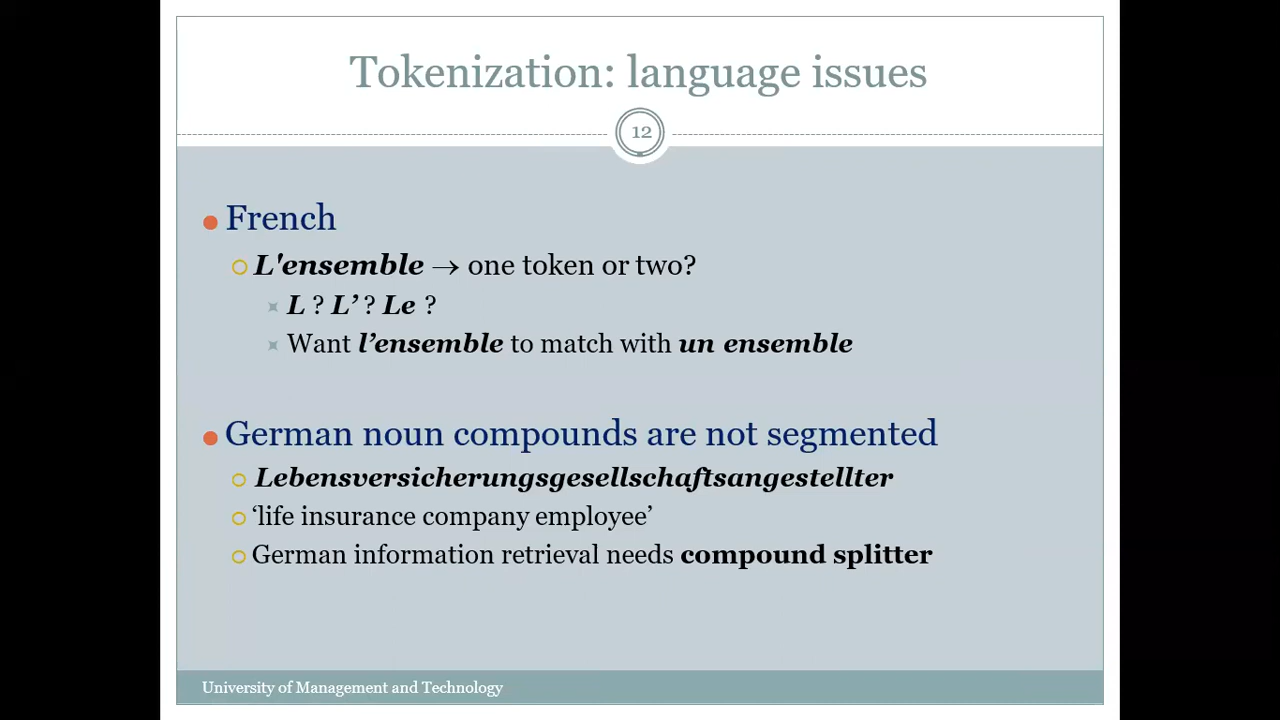 Tokenization: language issues
12
French
L'ensemble → one token or two?
L ? L’ ? Le ?
Want l’ensemble to match with un ensemble
German noun compounds are not segmented
Lebensversicherungsgesellschaftsangestellter
‘life insurance company employee’
German information retrieval needs compound splitter
University of Management and Technology